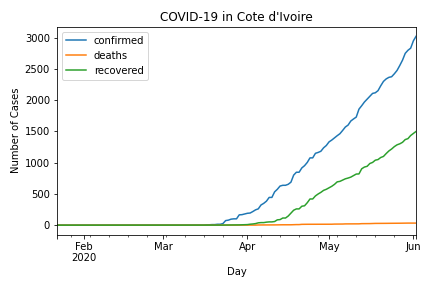 COVID-19 in Cote d'Ivoire
confirmed
deaths
recovered
Number of Cases
3000
2500
2000
1500
1000
500
0
Feb
2020
Mar
Apr
May
Jun
Day